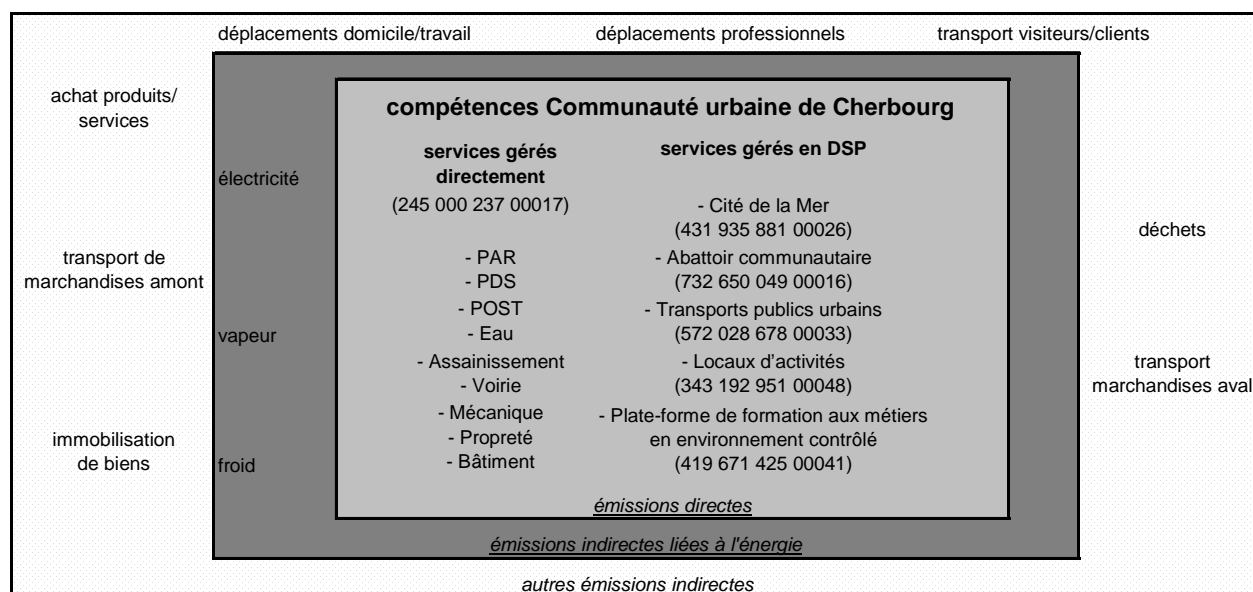 déplacements domicile/travail
déplacements professionnels
transport visiteurs/clients
achat produits/
services
transport de
marchandises amont
immobilisation
de biens
électricité
vapeur
froid
compétences Communauté urbaine de Cherbourg
services gérés
directement
(245 000 237 00017)
- PAR
- PDS
- POST
- Eau
- Assainissement
- Voirie
- Mécanique
- Propreté
- Bâtiment
services gérés en DSP
- Cité de la Mer
(431 935 881 00026)
- Abattoir communautaire
(732 650 049 00016)
- Transports publics urbains
(572 028 678 00033)
- Locaux d’activités
(343 192 951 00048)
- Plate-forme de formation aux métiers
en environnement contrôlé
(419 671 425 00041)
émissions directes
émissions indirectes liées à l'énergie
autres émissions indirectes
déchets
transport
marchandises aval